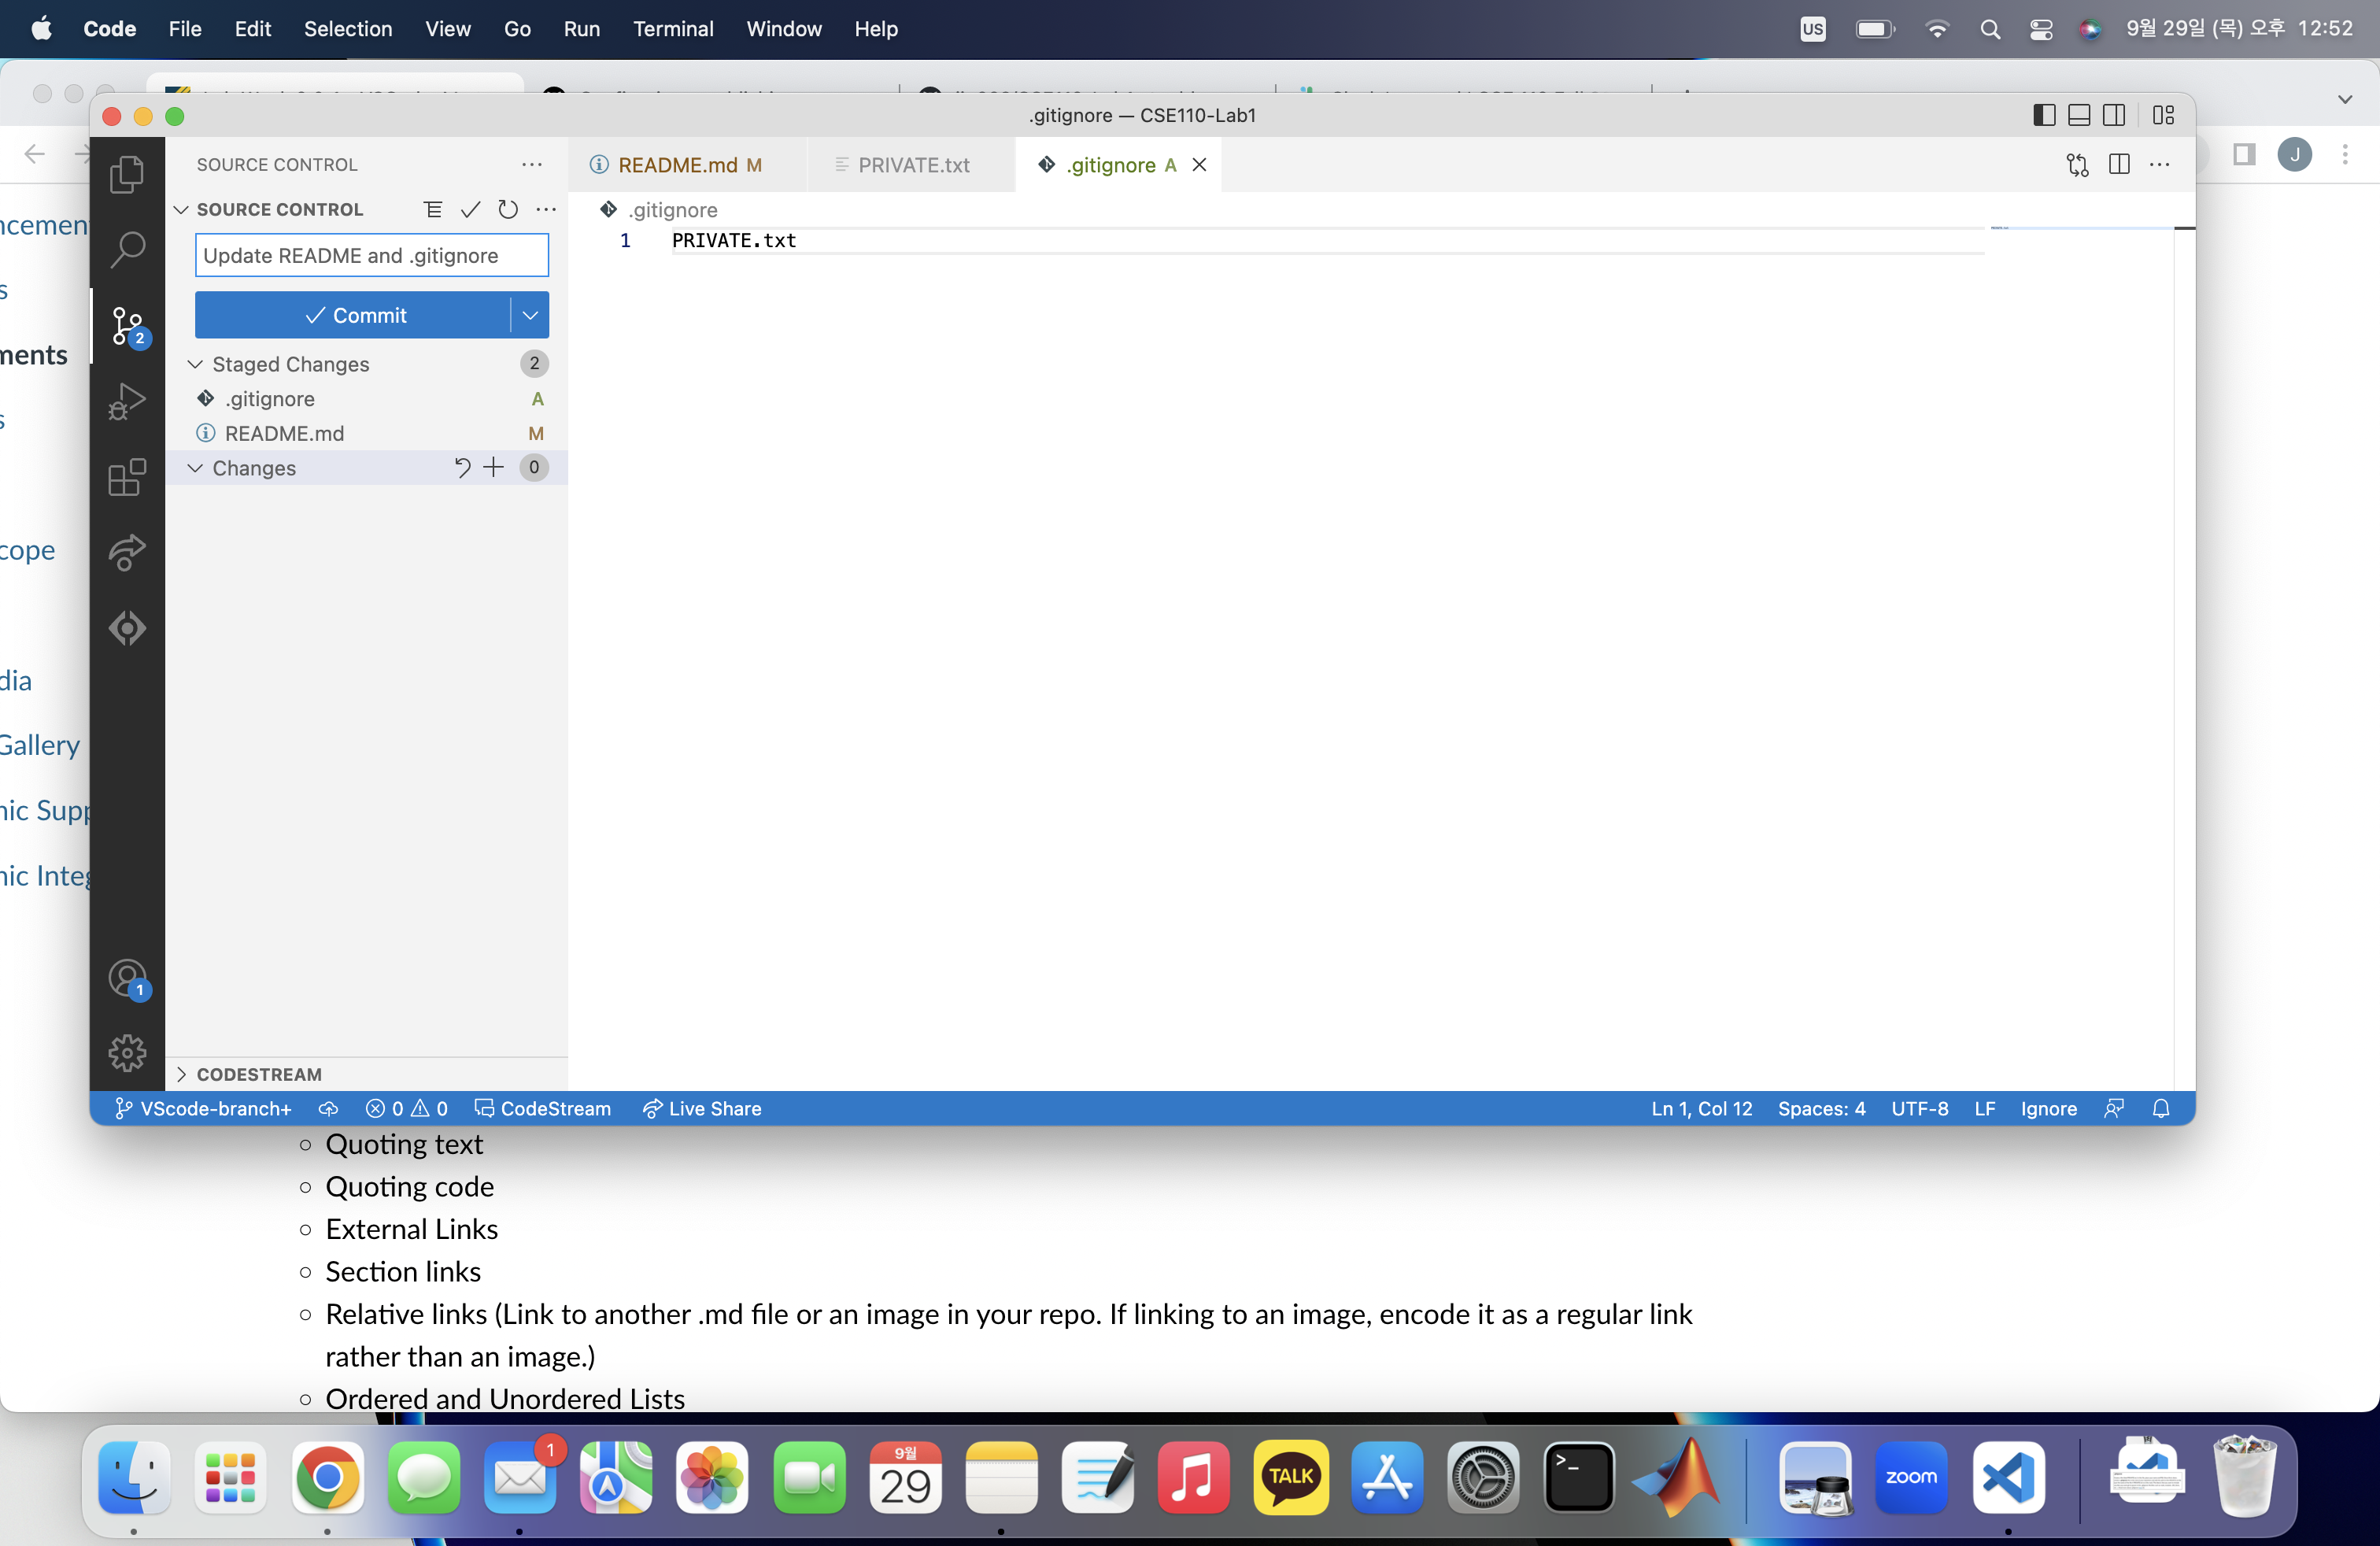 Code File Edit Selection View Go Run Terminal Window Help US 9월 29일 (목) 오후 12:52
.gitignore — CSE110-Lab1
J
SOURCE CONTROL
README.md M PRIVATE.txt .gitignore A
SOURCE CONTROL
.gitignore
1 PRIVATE.txt
Update README and .gitignore
Commit
2
Staged Changes 2
.gitignore A
README.md M
Changes 0
ments
s
s
cope
dia
Gallery
1
CODESTREAM
VScode-branch+ 0 0 CodeStream Live Share Ln 1, Col 12 Spaces: 4 UTF-8 LF Ignore
Quoting text
Quoting code
External Links
Section links
Relative links (Link to another .md file or an image in your repo. If linking to an image, encode it as a regular link
rather than an image.)
Ordered and Unordered Lists
1
9월
29
TALK
>_
zoom